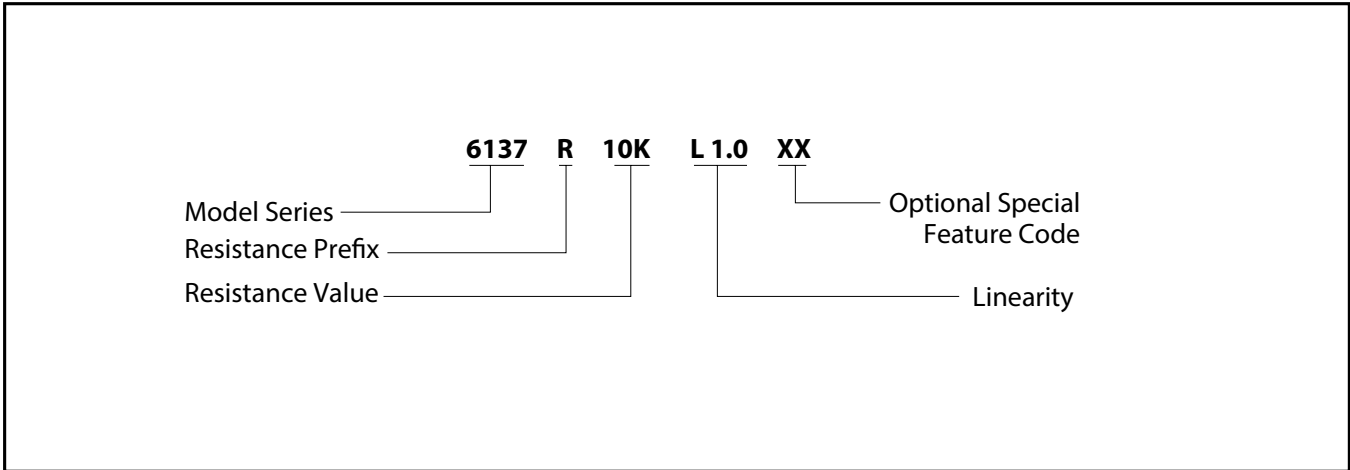 6137 R 10K L 1.0 XX
Model Series
Resistance Prefix
Resistance Value
Optional Special
Feature Code
Linearity